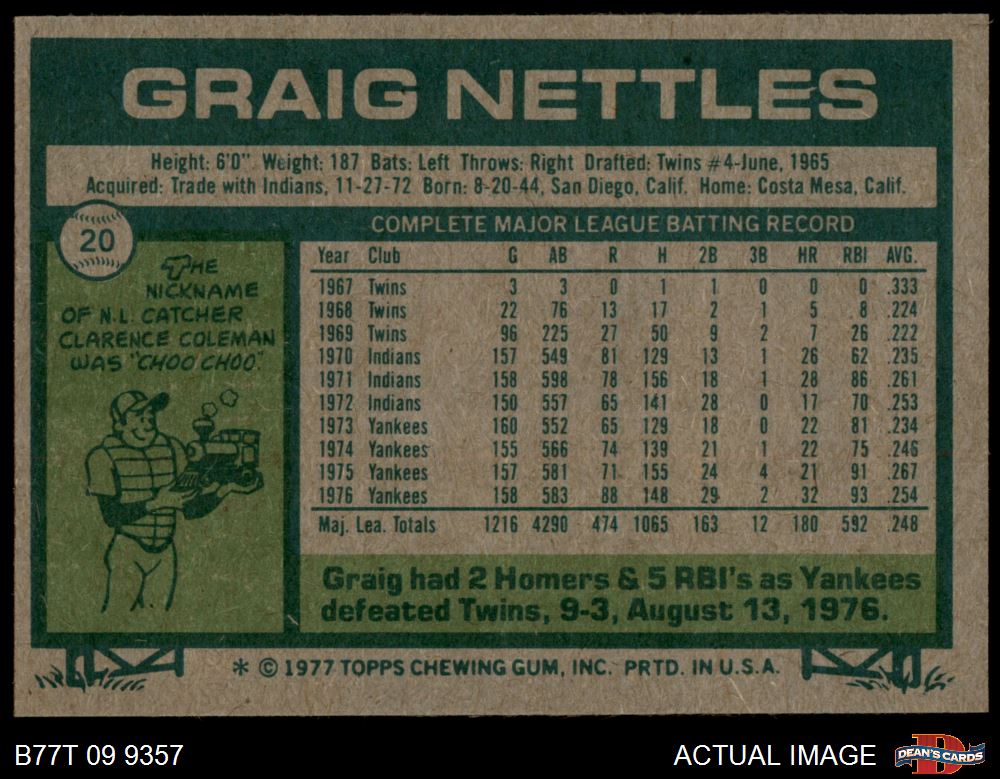 GRAIG NETTLES
Height: 6'0" Weight: 187 Bats: Left Throws: Right Drafted: Twins #4-June, 1965
Acquired: Trade with Indians, 11-27-72 Born: 8-20-44, San Diego, Calif. Home: Costa Mesa, Calif.
20
THE
NICKNAME
OF N.L. CATCHER
CLARENCE COLEMAN
WAS "CHOO CHOO".
COMPLETE MAJOR LEAGUE BATTING RECORD
Year Club G AB R H 2B 3B HR RBI AVG.
1967 Twins 3 3 0 1 1 0 0 0 .333
1968 Twins 22 76 13 17 2 1 5 8 .224
1969 Twins 96 225 27 50 9 2 7 26 .222
1970 Indians 157 549 81 129 13 1 26 62 .235
1971 Indians 158 598 78 156 18 1 28 86 .261
1972 Indians 150 557 65 141 28 0 17 70 .253
1973 Yankees 160 552 65 129 18 0 22 81 .234
1974 Yankees 155 566 74 139 21 1 22 75 .246
1975 Yankees 157 581 71 155 24 4 21 91 .267
1976 Yankees 158 583 88 148 29 2 32 93 .254
Maj. Lea. Totals 1216 4290 474 1065 163 12 180 592 .248
Graig had 2 Homers & 5 RBI's as Yankees
defeated Twins, 9-3, August 13, 1976.
* © 1977 TOPPS CHEWING GUM, INC. PRTD. IN U.S.A.
B77T 09 9357
ACTUAL IMAGE
D
DEAN'S CARDS